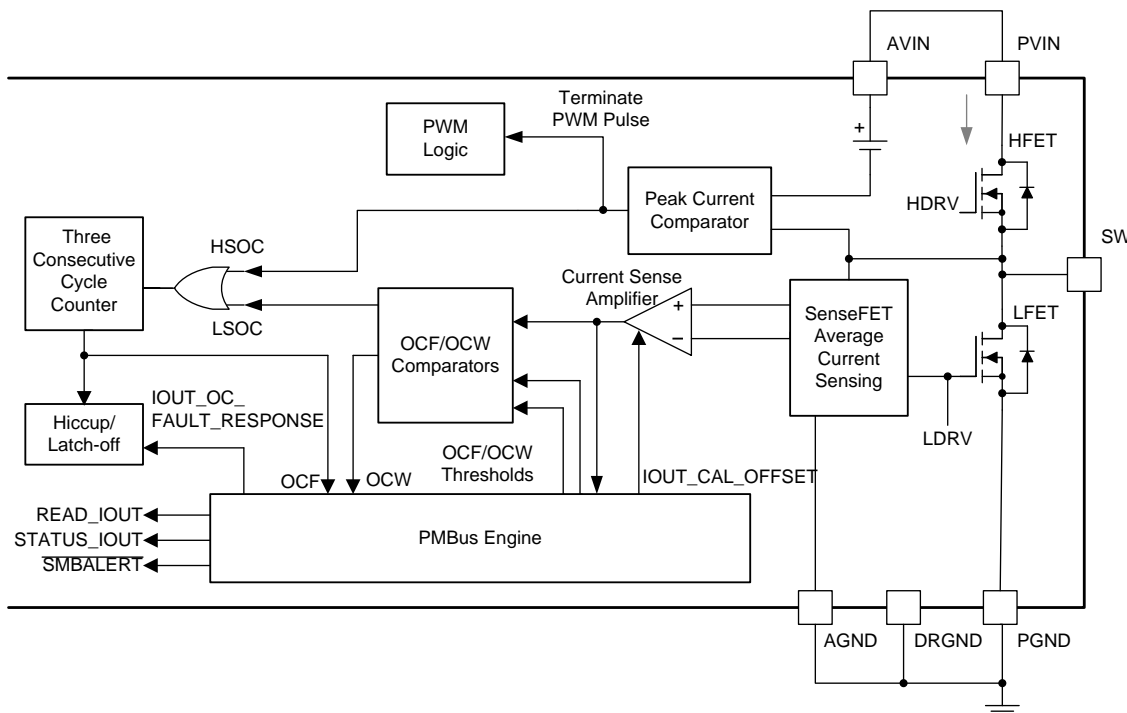 AVIN
PVIN
Terminate
PWM Pulse
PWM
Logic
+
HFET
Peak Current
Comparator
HDRV
Three
Consecutive
Cycle
Counter
HSOC
SW
Current Sense
Amplifier
LSOC
+
−
SenseFET
Average
Current
Sensing
LFET
OCF/OCW
Comparators
IOUT_OC_
FAULT_RESPONSE
Hiccup/
Latch-off
LDRV
OCF/OCW
Thresholds
OCF
OCW
IOUT_CAL_OFFSET
READ_IOUT
STATUS_IOUT
SMBALERT
PMBus Engine
AGND
DRGND
PGND